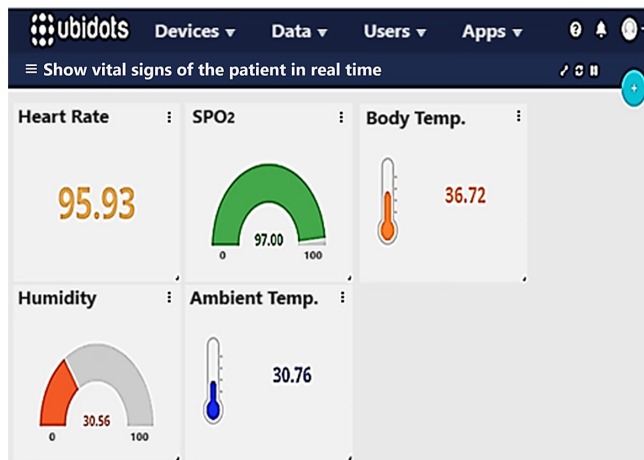 ubidots Devices Data Users Apps
Show vital signs of the patient in real time
Heart Rate SPO2 Body Temp.
95.93 97.00 36.72
0 100
Humidity Ambient Temp.
30.56 30.76
0 100